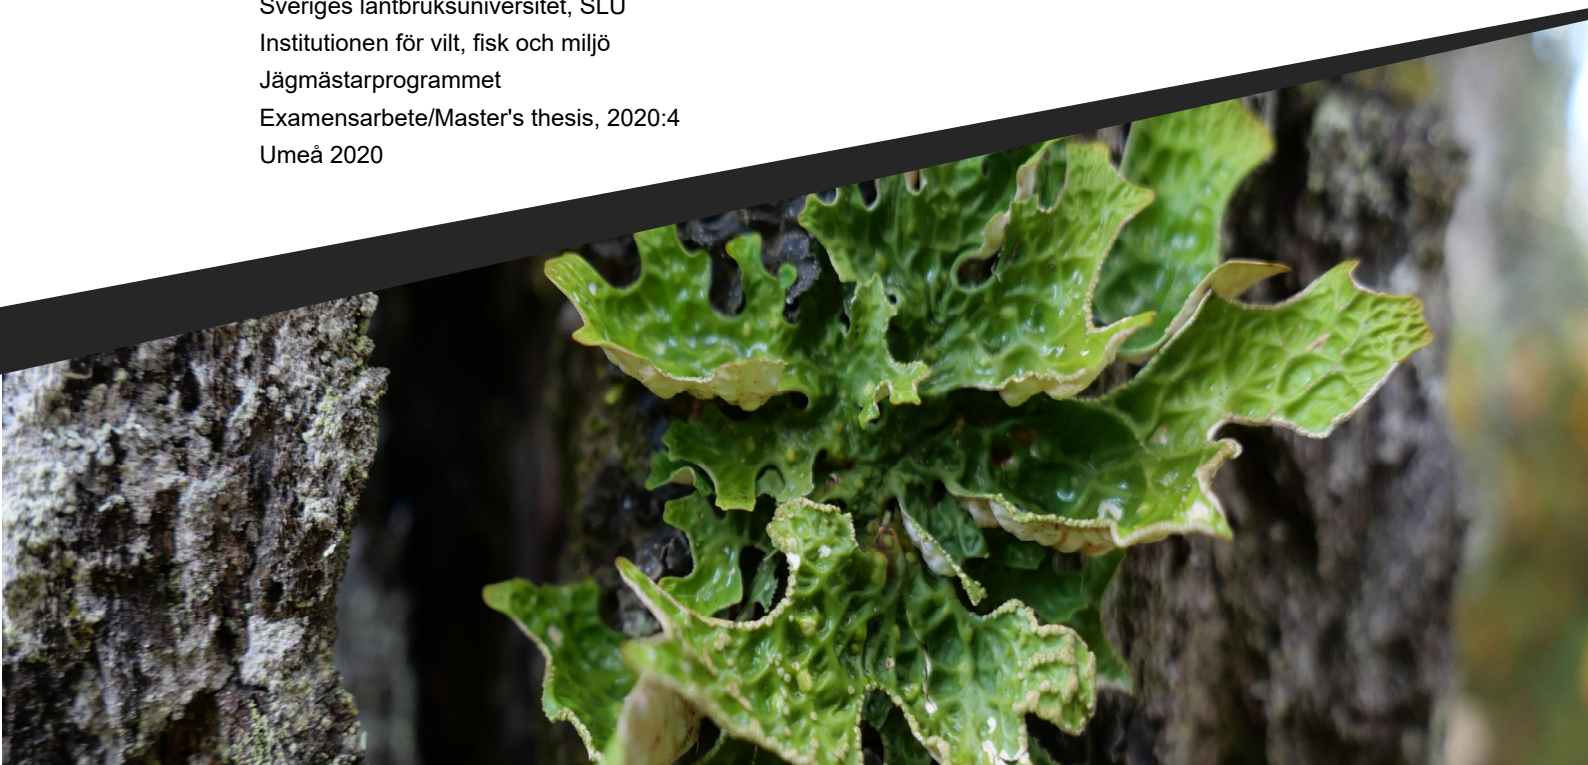 Sveriges lantbruksuniversitet, SLU
Institutionen för vilt, fisk och miljö
Jägmästarprogrammet
Examensarbete/Master's thesis, 2020:4
Umeå 2020